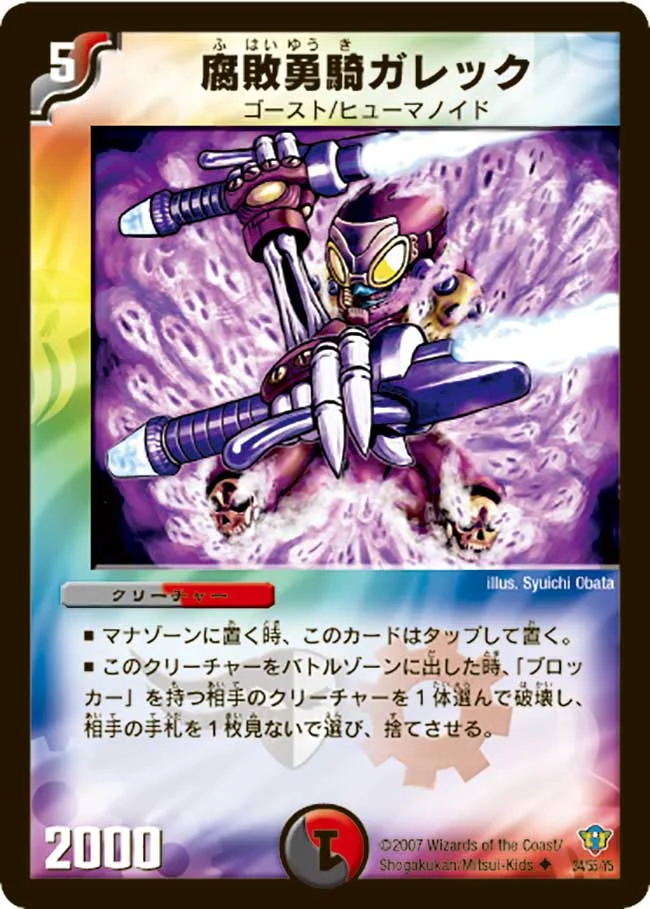 5
ふはいゆうき
腐敗勇騎ガレック
ゴースト/ヒューマノイド
illus. Syuichi Obata
クリーチャー
■ マナゾーンに置く時、このカードはタップして置く。
■ このクリーチャーをバトルゾーンに出した時、「ブロッ
カー」を持つ相手のクリーチャーを1体選んで破壊し、
相手の手札を1枚見ないで選び、捨てさせる。
2000
1
©2007 Wizards of the Coast/
Shogakukan/Mitsui-Kids ◆
34/55 Y5